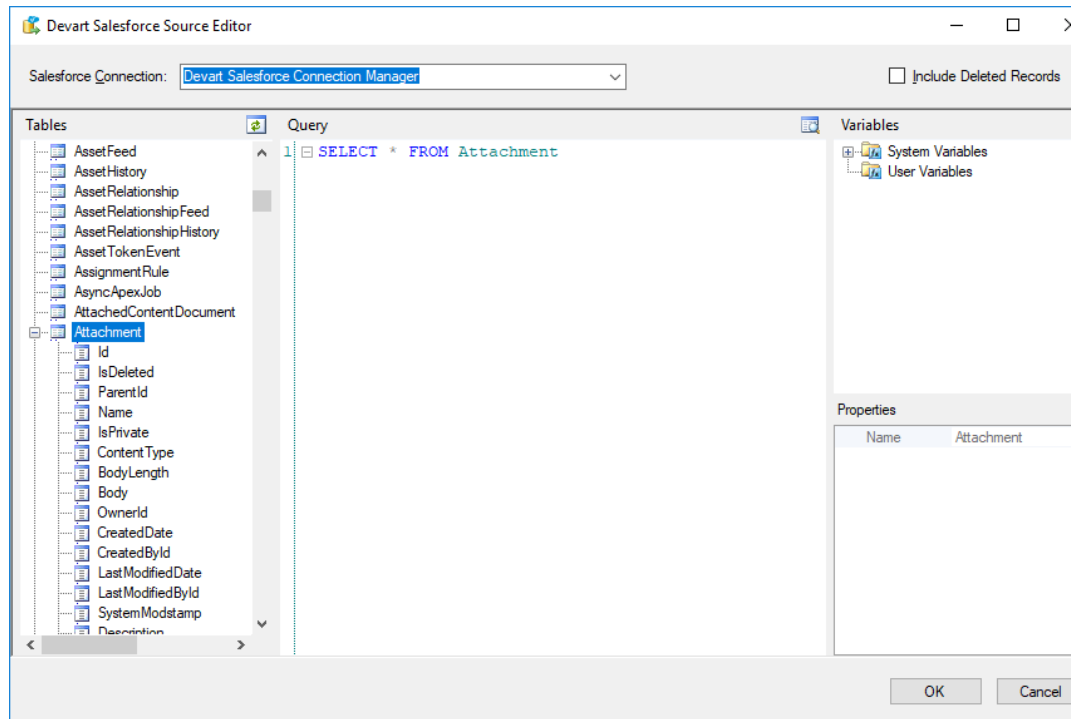 Devart Salesforce Source Editor
Salesforce Connection: Devart Salesforce Connection Manager
Include Deleted Records
Tables
AssetFeed
AssetHistory
AssetRelationship
AssetRelationshipFeed
AssetRelationshipHistory
AssetTokenEvent
AssignmentRule
AsyncApexJob
AttachedContentDocument
Attachment
Id
IsDeleted
ParentId
Name
IsPrivate
ContentType
BodyLength
Body
OwnerId
CreatedDate
CreatedById
LastModifiedDate
LastModifiedById
SystemModstamp
Description
Query
1 SELECT * FROM Attachment
Variables
System Variables
User Variables
Properties
Name Attachment
OK Cancel